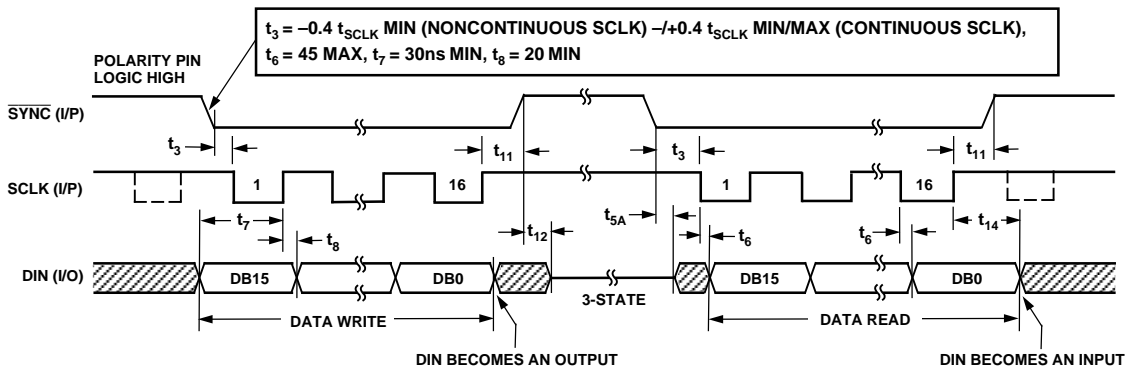 t3 = –0.4 tSCLK MIN (NONCONTINUOUS SCLK) –/+0.4 tSCLK MIN/MAX (CONTINUOUS SCLK),
t6 = 45 MAX, t7 = 30ns MIN, t8 = 20 MIN
POLARITY PIN
LOGIC HIGH
SYNC (I/P)
t3
t11
t3
t11
SCLK (I/P)
1
16
1
16
t7
t8
t12
t5A
t6
t6
t14
DIN (I/O)
DB15
DB0
3-STATE
DB15
DB0
DATA WRITE
DATA READ
DIN BECOMES AN OUTPUT
DIN BECOMES AN INPUT